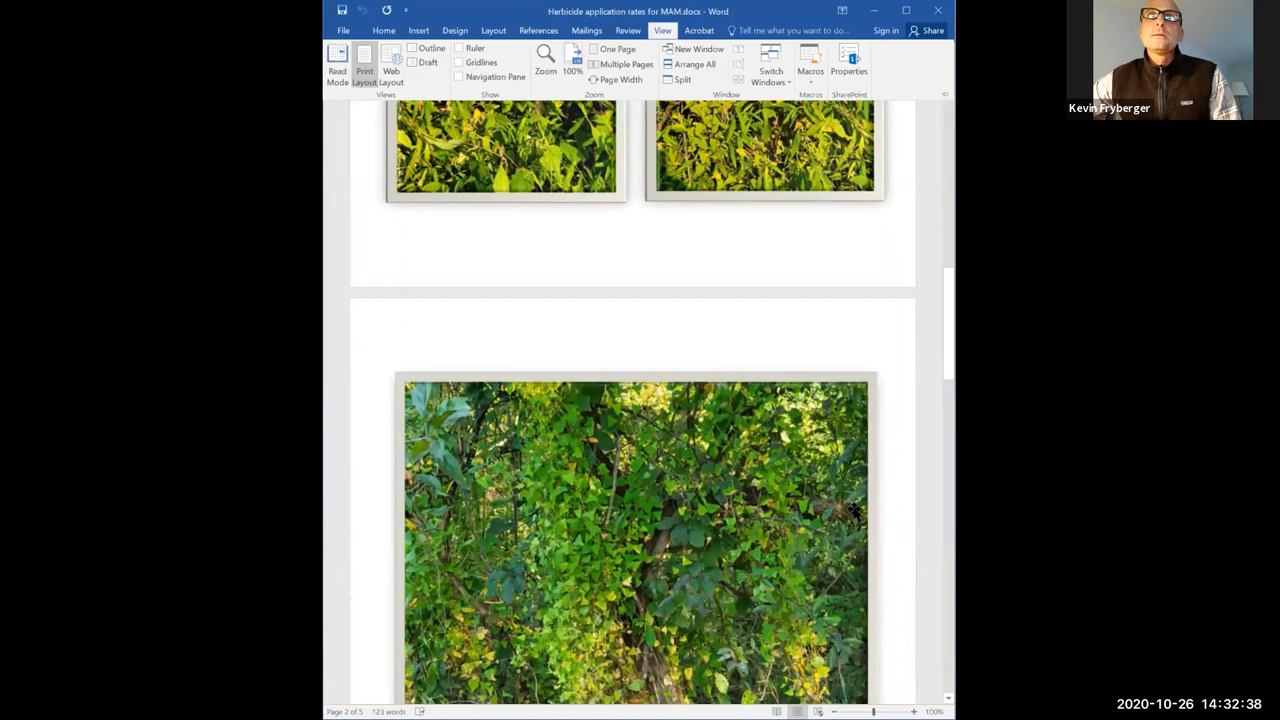 Herbicide application rates for MAM.docx - Word
File Home Insert Design Layout References Mailings Review View Acrobat Tell me what you want to do... Sign in Share
Read Mode
Print Layout
Web Layout
Outline
Draft
Views
Ruler
Gridlines
Navigation Pane
Show
Zoom
100%
One Page
Multiple Pages
Page Width
Zoom
New Window
Arrange All
Split
Window
Switch Windows
Macros
Macros
Properties
SharePoint
Kevin Fryberger
Page 2 of 5 123 words
100%
2020-10-26 14:32:38